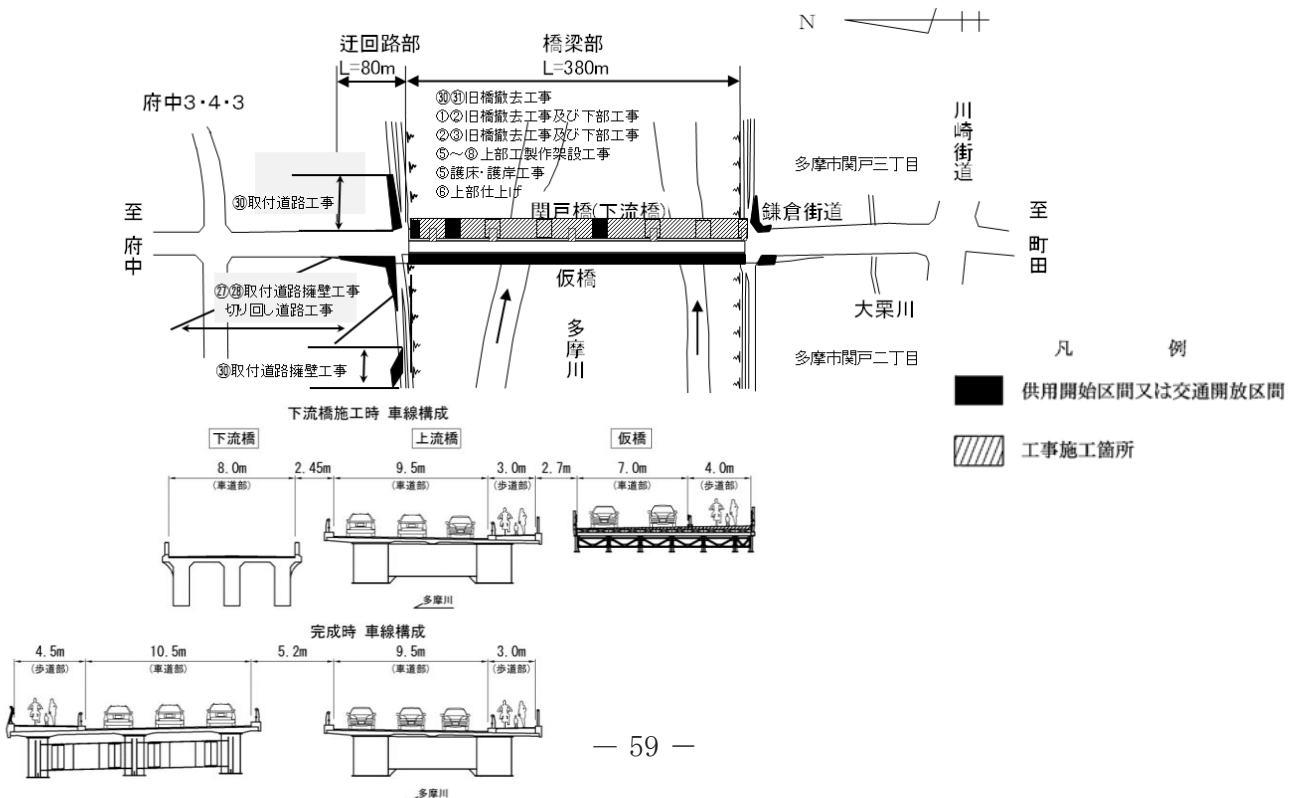 N
迂回路部
L=80m
橋梁部
L=380m
府中3・4・3
㉚㉛旧橋撤去工事
①②旧橋撤去工事及び下部工事
②③旧橋撤去工事及び下部工事
⑤～⑧上部工製作架設工事
⑤護床・護岸工事
⑥上部仕上げ
川崎街道
多摩市関戸三丁目
㉚取付道路工事
関戸橋(下流橋)
鎌倉街道
至府中
至町田
仮橋
㉗㉘取付道路擁壁工事
切り回し道路工事
多摩川
大栗川
多摩市関戸二丁目
㉚取付道路擁壁工事
凡 例
供用開始区間又は交通開放区間
工事施工箇所
下流橋施工時 車線構成
下流橋
上流橋
仮橋
8.0m 2.45m 9.5m 3.0m 2.7m 7.0m 4.0m
(車道部) (車道部) (歩道部) (車道部) (歩道部)
多摩川
完成時 車線構成
4.5m 10.5m 5.2m 9.5m 3.0m
(歩道部) (車道部) (車道部) (歩道部)
多摩川
― 59 ―